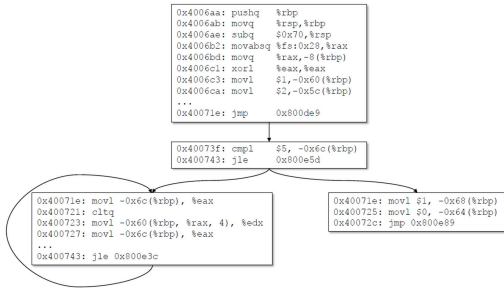 0x4006aa: pushq %rbp
0x4006ab: movq %rsp,%rbp
0x4006ae: subq $0x70,%rsp
0x4006b2: movabsq %fs:0x28,%rax
0x4006bd: movq %rax,-8(%rbp)
0x4006c1: xorl %eax,%eax
0x4006c3: movl $1,-0x60(%rbp)
0x4006ca: movl $2,-0x5c(%rbp)
...
0x40071e: jmp 0x800de9
0x40073f: cmpl $5, -0x6c(%rbp)
0x400743: jle 0x800e5d
0x40071e: movl -0x6c(%rbp), %eax
0x400721: cltq
0x400723: movl -0x60(%rbp, %rax, 4), %edx
0x400727: movl -0x6c(%rbp), %eax
...
0x400743: jle 0x800e3c
0x40071e: movl $1, -0x68(%rbp)
0x400725: movl $0, -0x64(%rbp)
0x40072c: jmp 0x800e89